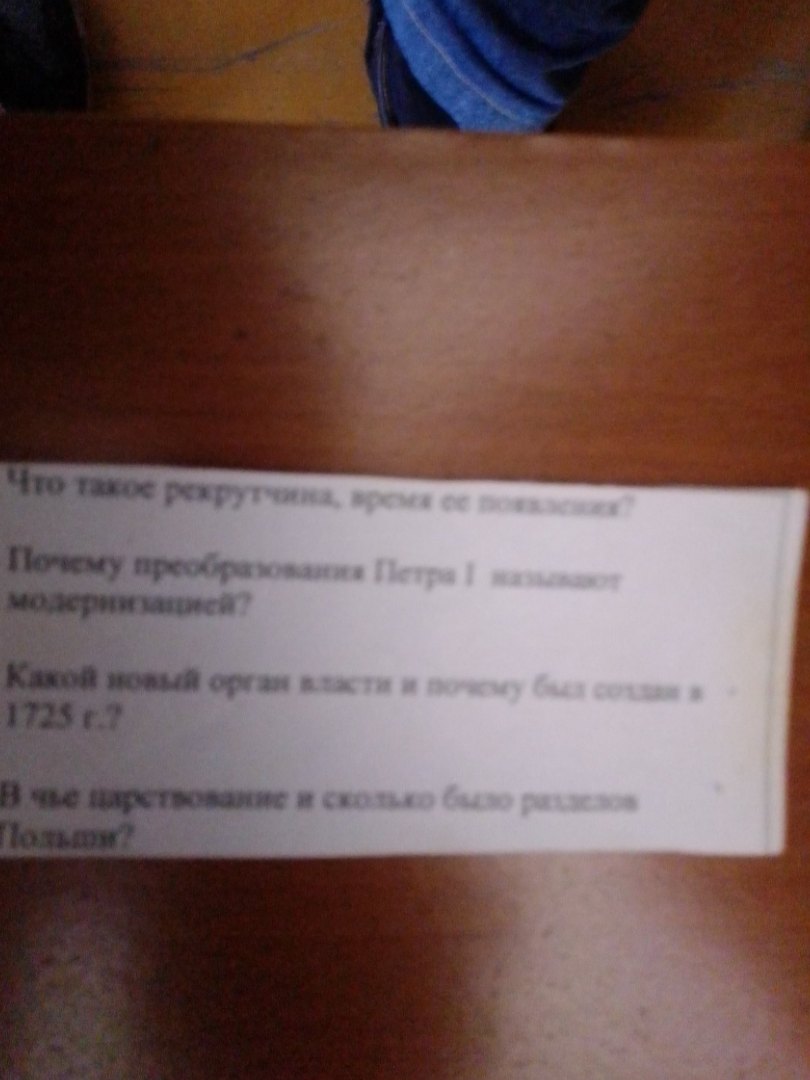 Что такое рекрутчина, время ее появления?
Почему преобразования Петра I называют
модернизацией?
Какой новый орган власти и почему был создан в
1725 г.?
В чье царствование и сколько было разделов
Польши?